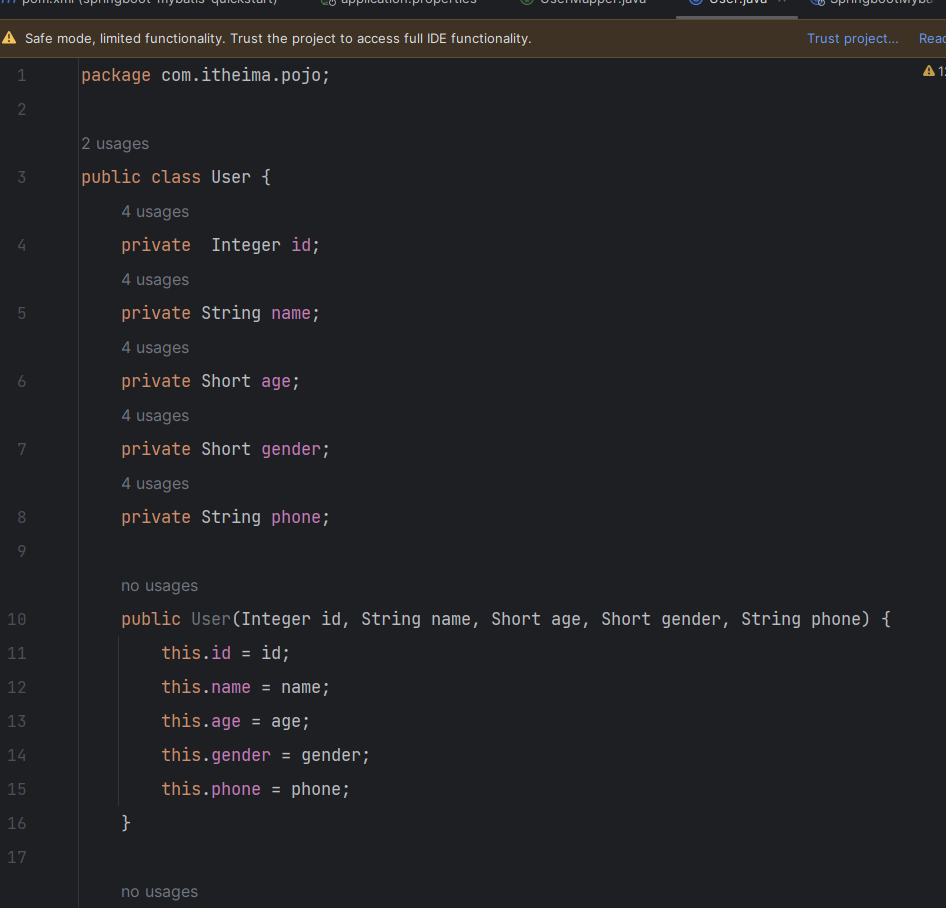 pom.xml (springboot-mybatis-quickstart)  application.properties  UserMapper.java  User.java  SpringbootMyba
Safe mode, limited functionality. Trust the project to access full IDE functionality.  Trust project...  Read
1  package com.itheima.pojo;
2
2 usages
3  public class User {
4 usages
4  private  Integer id;
4 usages
5  private String name;
4 usages
6  private Short age;
4 usages
7  private Short gender;
4 usages
8  private String phone;
9
no usages
10  public User(Integer id, String name, Short age, Short gender, String phone) {
11  this.id = id;
12  this.name = name;
13  this.age = age;
14  this.gender = gender;
15  this.phone = phone;
16  }
17
no usages